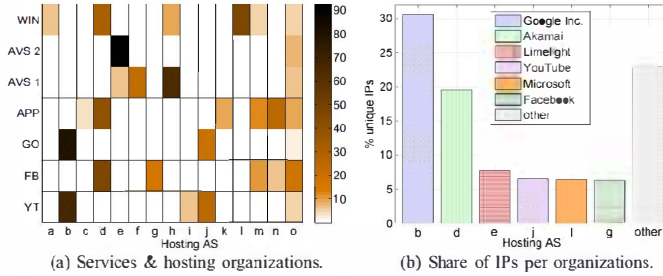 WIN
AVS 2
AVS 1
APP
GO
FB
YT
a b c d e f g h i j k l m n o
Hosting AS
90
80
70
60
50
40
30
20
10
(a) Services & hosting organizations.
% unique IPs
30
25
20
15
10
5
0
Google Inc.
Akamai
Limelight
YouTube
Microsoft
Facebook
other
b d e j l g other
Hosting AS
(b) Share of IPs per organizations.